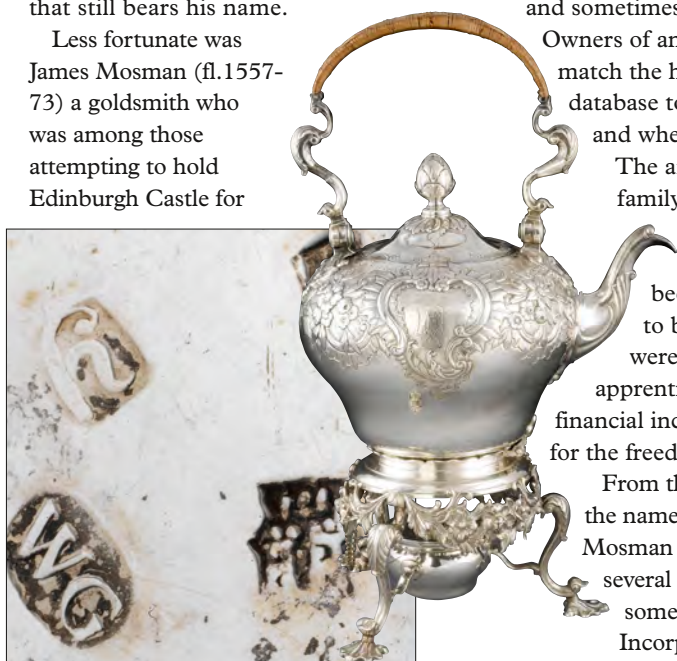 that still bears his name.
Less fortunate was
James Mosman (fl.1557-
73) a goldsmith who
was among those
attempting to hold
Edinburgh Castle for
and sometimes
Owners of an
match the h
database to
and whe
The a
family
bec
to b
were
apprenti
financial inc
for the freed
From th
the name
Mosman
several
some
Incorp
WG